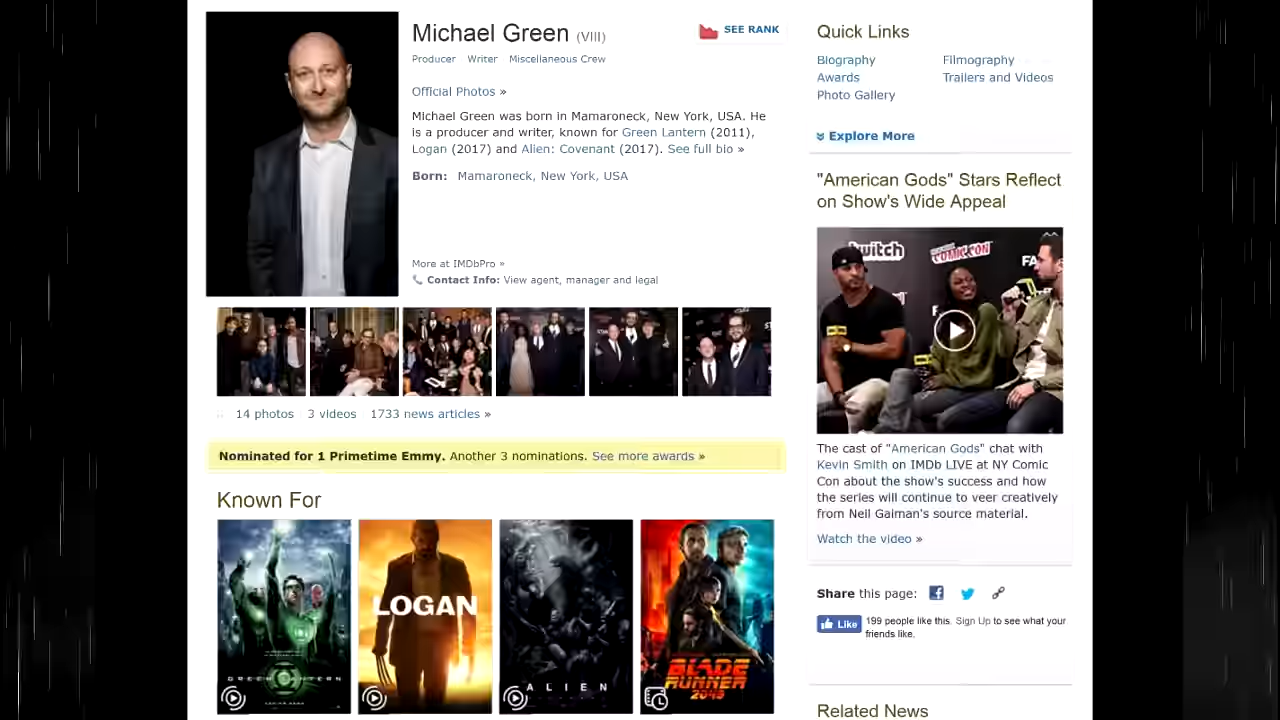 Michael Green (VIII)
SEE RANK
Producer Writer Miscellaneous Crew
Official Photos »
Michael Green was born in Mamaroneck, New York, USA. He
is a producer and writer, known for Green Lantern (2011),
Logan (2017) and Alien: Covenant (2017). See full bio »
Born: Mamaroneck, New York, USA
More at IMDbPro »
Contact Info: View agent, manager and legal
14 photos 3 videos 1733 news articles »
Nominated for 1 Primetime Emmy. Another 3 nominations. See more awards »
Known For
GREEN LANTERN
LOGAN
ALIEN
BLADE
RUNNER
2049
Quick Links
Biography Filmography
Awards Trailers and Videos
Photo Gallery
Explore More
"American Gods" Stars Reflect
on Show's Wide Appeal
twitch
COMIC CON
The cast of "American Gods" chat with
Kevin Smith on IMDb LIVE at NY Comic
Con about the show's success and how
the series will continue to veer creatively
from Neil Gaiman's source material.
Watch the video »
Share this page:
Like 199 people like this. Sign Up to see what your
friends like.
Related News